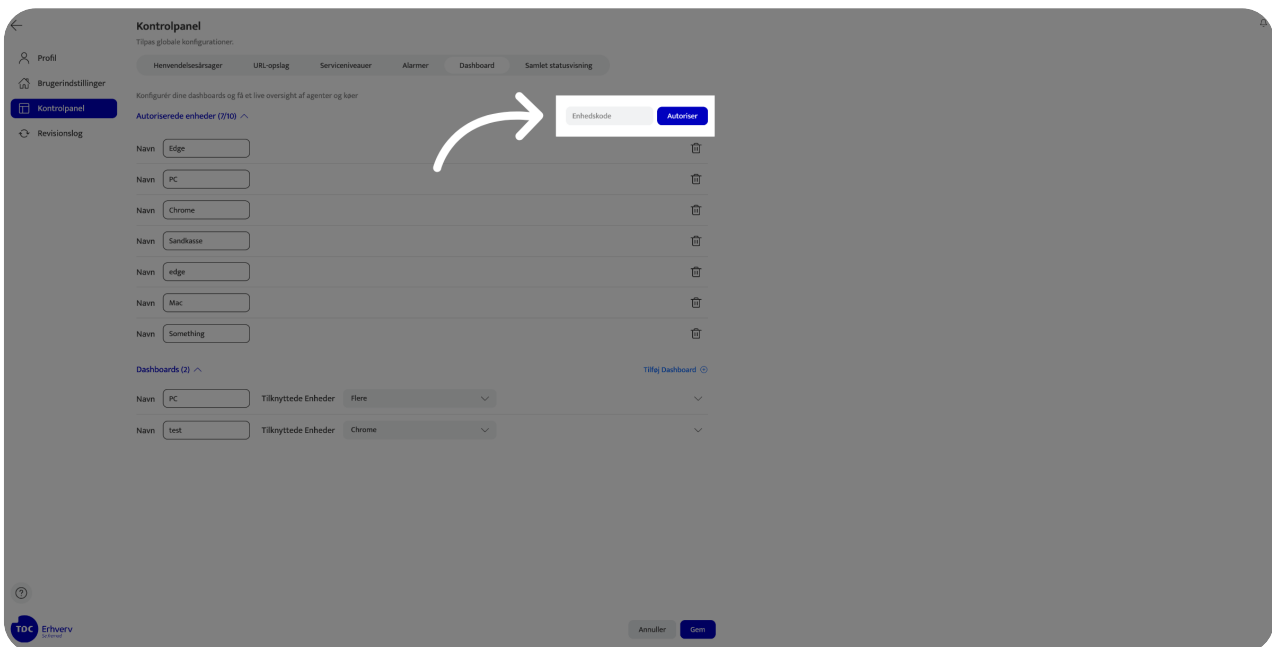 Kontrolpanel
Tilpas globale konfigurationer.
Profil
Brugerindstillinger
Kontrolpanel
Revisionslog
Henvendelsesårsager URL-opslag Serviceniveauer Alarmer Dashboard Samlet statusvisning
Konfigurér dine dashboards og få et live oversight af agenter og køer
Autoriserede enheder (7/10)
Enhedskode Autoriser
Navn Edge
Navn PC
Navn Chrome
Navn Sandkasse
Navn edge
Navn Mac
Navn Something
Dashboards (2) Tilføj Dashboard
Navn PC Tilknyttede Enheder Flere
Navn test Tilknyttede Enheder Chrome
?
TDC Erhverv
Annuller Gem